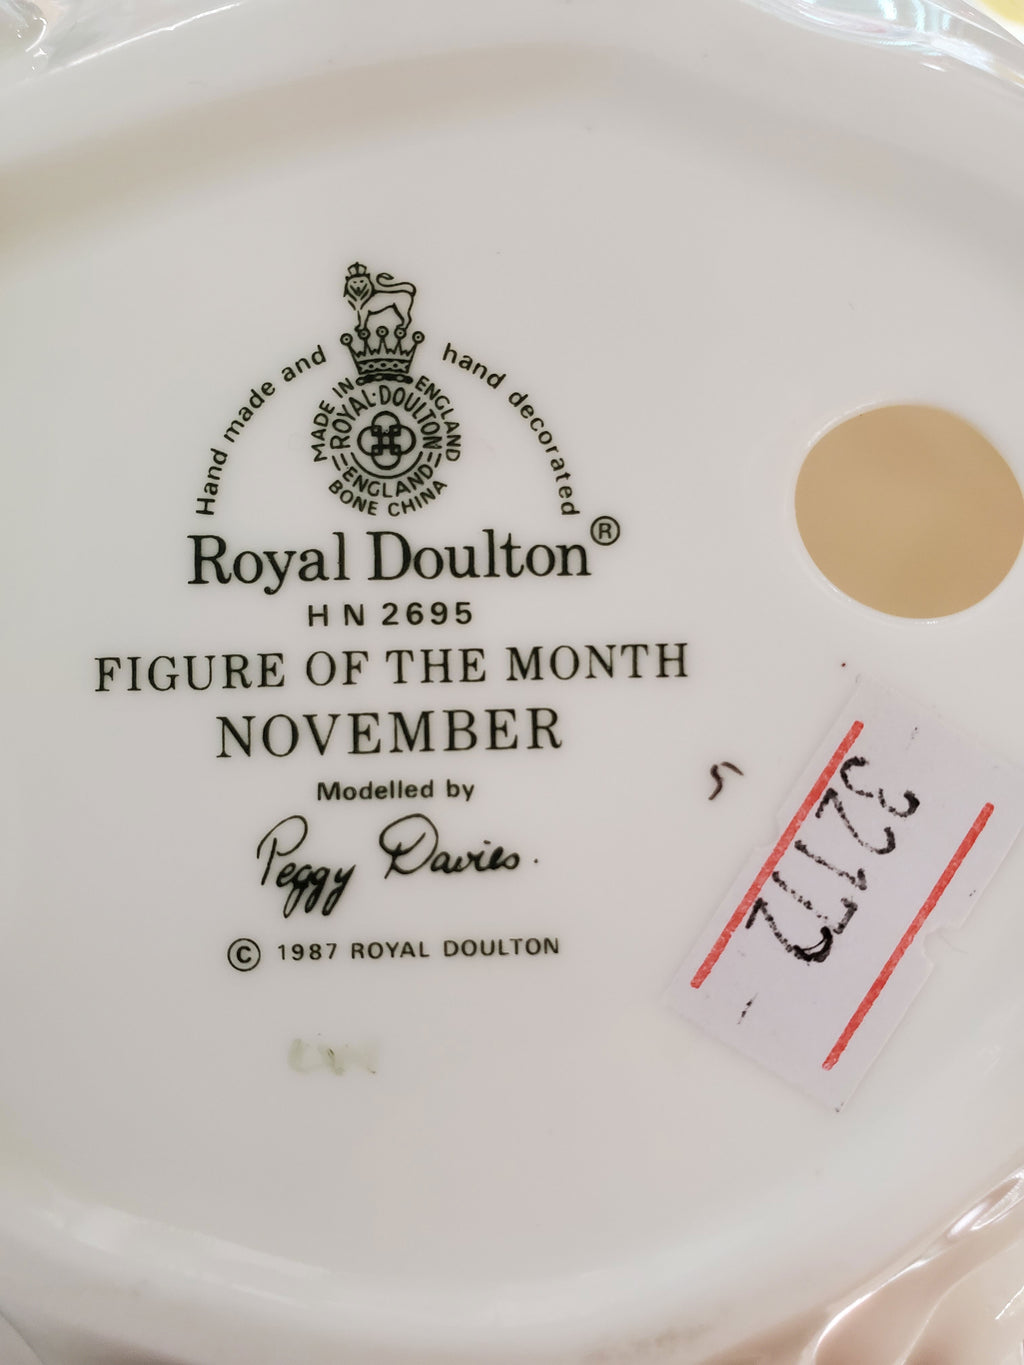 Hand made and hand decorated
MADE IN ENGLAND
ROYAL·DOULTON
ENGLAND
BONE CHINA
Royal Doulton®
HN 2695
FIGURE OF THE MONTH
NOVEMBER
Modelled by
Peggy Davies.
© 1987 ROYAL DOULTON
5